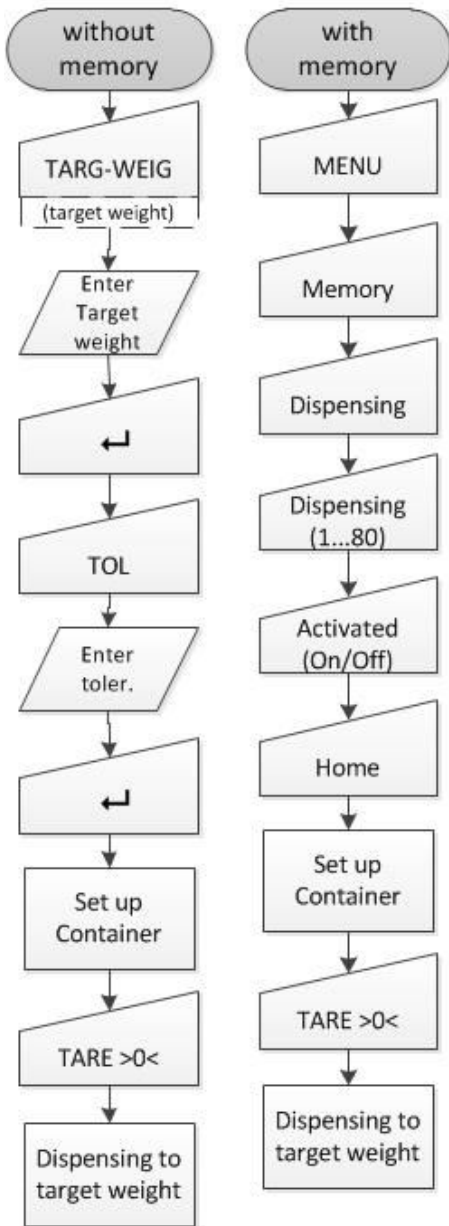 without
memory
TARG-WEIG
(target weight)
Enter
Target
weight
↵
TOL
Enter
toler.
↵
Set up
Container
TARE >0<
Dispensing to
target weight
with
memory
MENU
Memory
Dispensing
Dispensing
(1...80)
Activated
(On/Off)
Home
Set up
Container
TARE >0<
Dispensing to
target weight